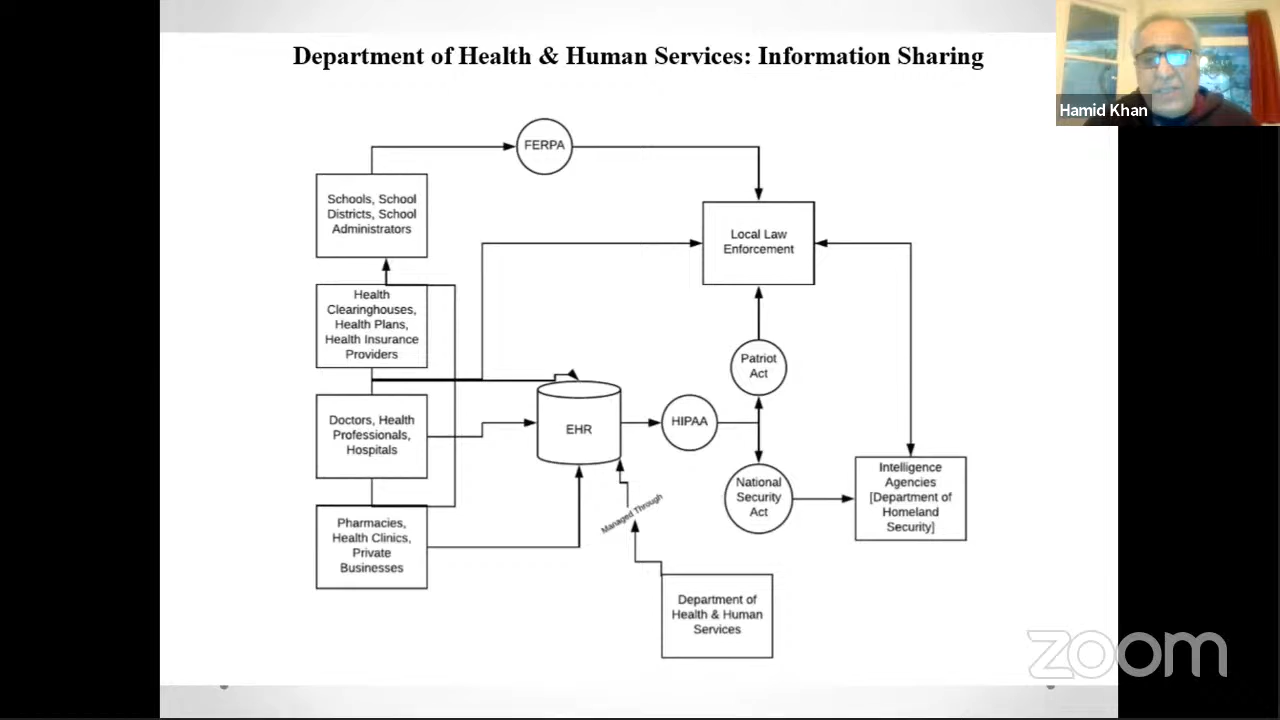 Department of Health & Human Services: Information Sharing
Hamid Khan
FERPA
Schools, School
Districts, School
Administrators
Local Law
Enforcement
Health
Clearinghouses,
Health Plans,
Health Insurance
Providers
Patriot
Act
Doctors, Health
Professionals,
Hospitals
EHR
HIPAA
National
Security
Act
Intelligence
Agencies
[Department of
Homeland
Security]
Managed Through
Pharmacies,
Health Clinics,
Private
Businesses
Department of
Health & Human
Services
zoom